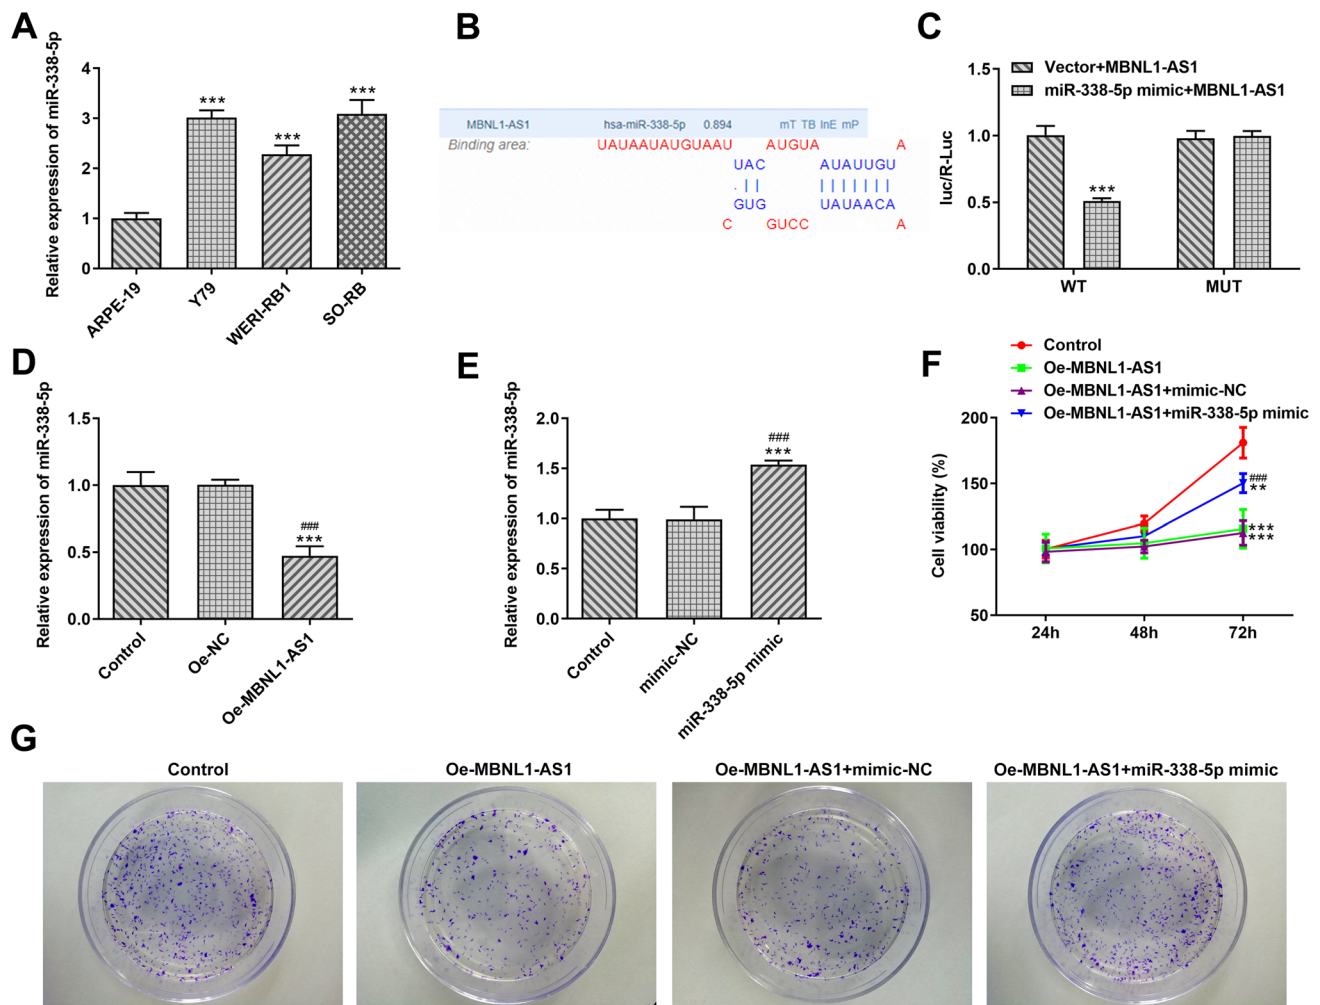 A
Relative expression of miR-338-5p
4
3
2
1
0
***
***
***
ARPE-19
Y79
WERI-RB1
SO-RB
B
MBNL1-AS1 hsa-miR-338-5p 0.894 mT TB InE mP
Binding area: UAUAAUAUGUAAU AUGUA A
UAC AUAUUGU
. | | | | | | | | |
GUG UAUAACA
C GUCC A
C
Vector+MBNL1-AS1
miR-338-5p mimic+MBNL1-AS1
luc/R-Luc
1.5
1.0
0.5
0.0
***
WT
MUT
D
Relative expression of miR-338-5p
1.5
1.0
0.5
0.0
###
***
Control
Oe-NC
Oe-MBNL1-AS1
E
Relative expression of miR-338-5p
2.0
1.5
1.0
0.5
0.0
###
***
Control
mimic-NC
miR-338-5p mimic
F
Control
Oe-MBNL1-AS1
Oe-MBNL1-AS1+mimic-NC
Oe-MBNL1-AS1+miR-338-5p mimic
Cell viability (%)
200
150
100
50
###
**
***
***
24h
48h
72h
G
Control
Oe-MBNL1-AS1
Oe-MBNL1-AS1+mimic-NC
Oe-MBNL1-AS1+miR-338-5p mimic